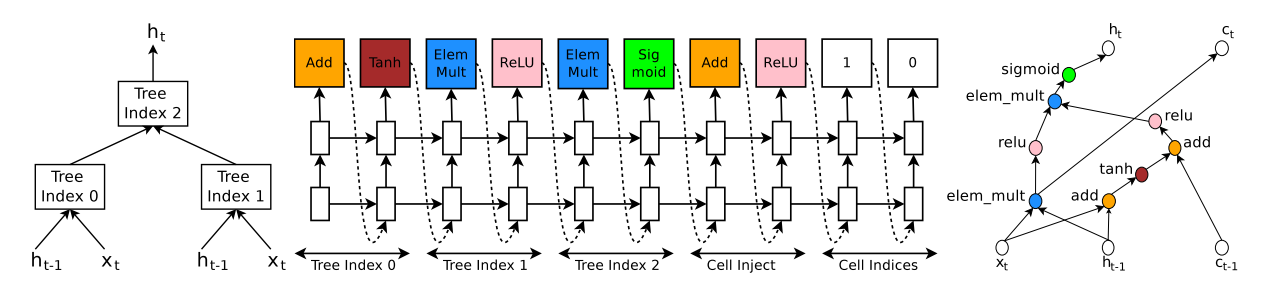 h_t
Tree
Index 2
Tree
Index 0
Tree
Index 1
h_{t-1}
x_t
h_{t-1}
x_t
Add
Tanh
Elem
Mult
ReLU
Elem
Mult
Sig
moid
Add
ReLU
1
0
Tree Index 0
Tree Index 1
Tree Index 2
Cell Inject
Cell Indices
h_t
c_t
sigmoid
elem_mult
relu
relu
add
tanh
elem_mult
add
x_t
h_{t-1}
c_{t-1}